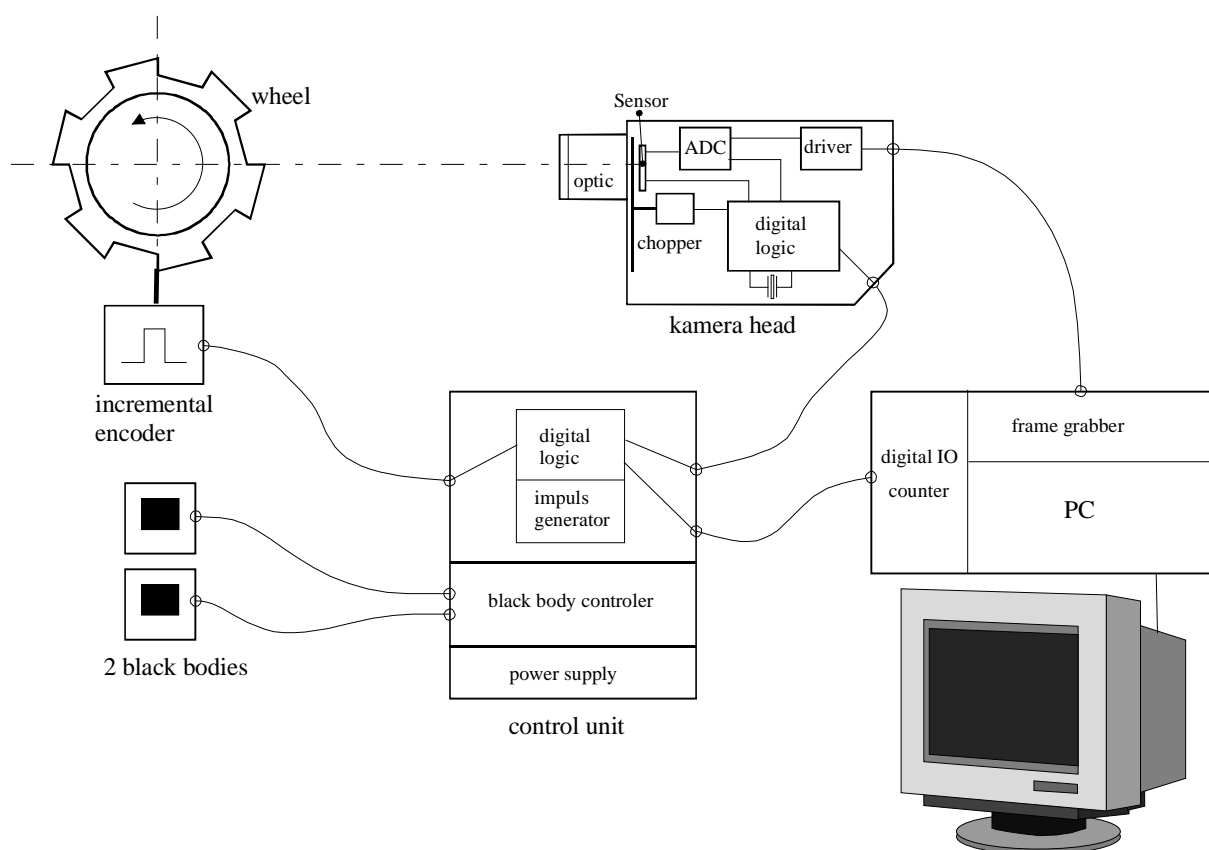 wheel
Sensor
ADC
driver
optic
chopper
digital
logic
kamera head
incremental
encoder
digital
logic
impuls
generator
digital IO
counter
frame grabber
PC
black body controler
2 black bodies
power supply
control unit